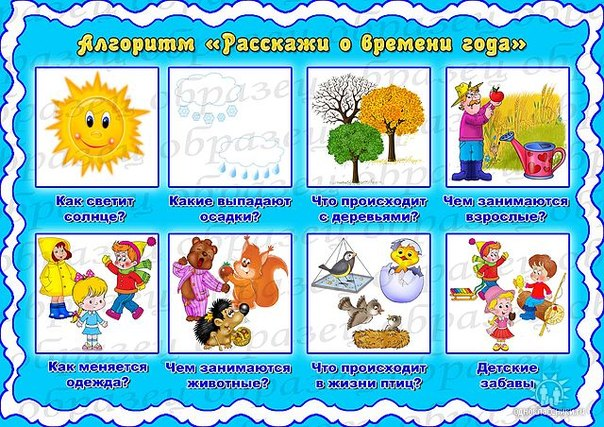 Алгоритм «Расскажи о времени года»
Как светит
солнце?
Какие выпадают
осадки?
Что происходит
с деревьями?
Чем занимаются
взрослые?
Как меняется
одежда?
Чем занимаются
животные?
Что происходит
в жизни птиц?
Детские
забавы
образец